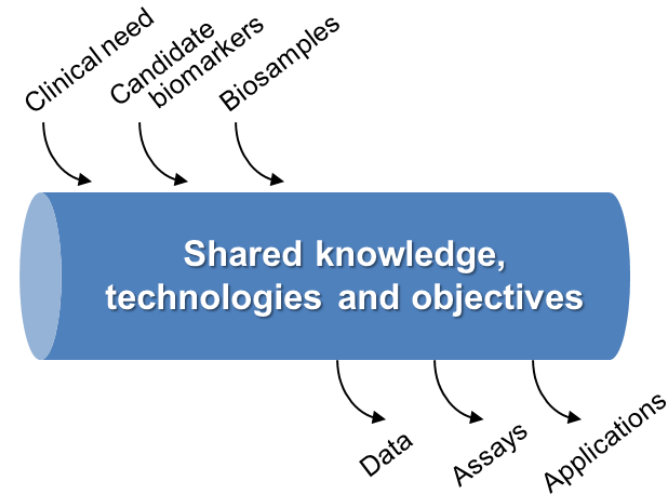 Clinical need
Candidate
biomarkers
Biosamples
Shared knowledge,
technologies and objectives
Data
Assays
Applications